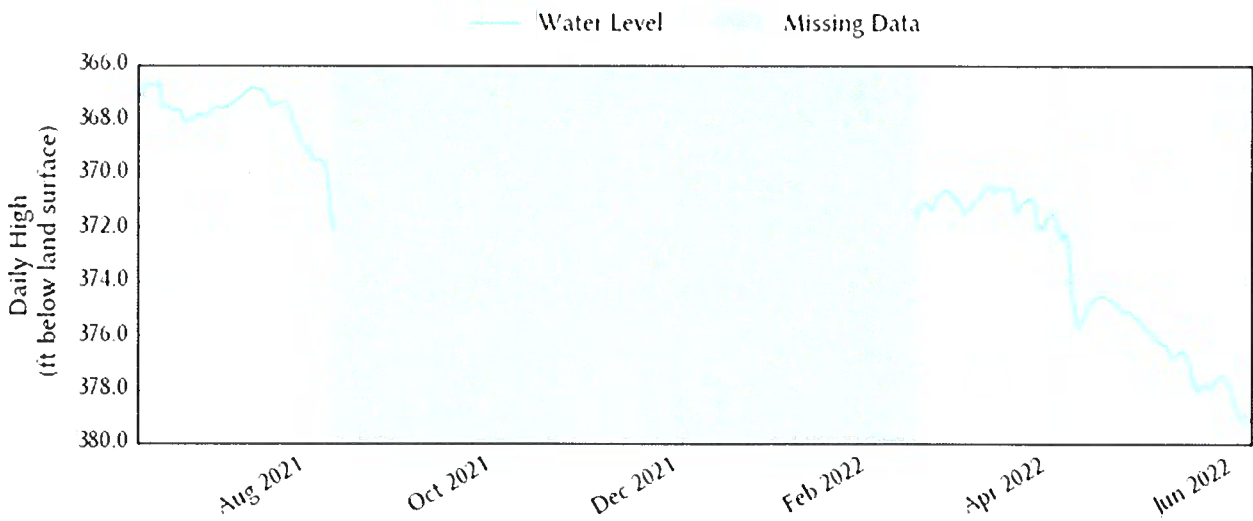 Water Level Missing Data
366.0
368.0
370.0
372.0
374.0
376.0
378.0
380.0
Daily High
(ft below land surface)
Aug 2021 Oct 2021 Dec 2021 Feb 2022 Apr 2022 Jun 2022